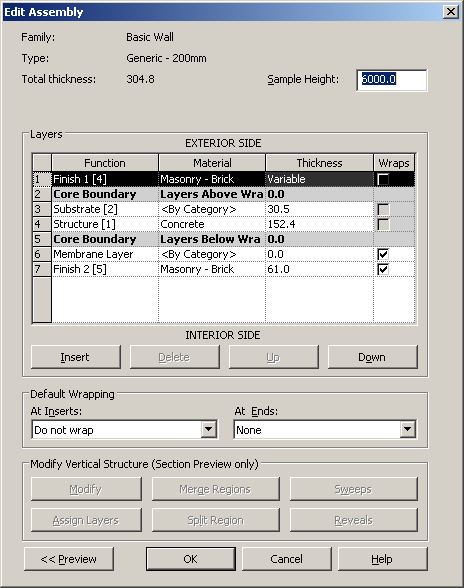 Edit Assembly
Family: Basic Wall
Type: Generic - 200mm
Total thickness: 304.8 Sample Height: 6000.0
Layers
EXTERIOR SIDE
Function Material Thickness Wraps
1 Finish 1 [4] Masonry - Brick Variable
2 Core Boundary Layers Above Wra 0.0
3 Substrate [2] <By Category> 30.5
4 Structure [1] Concrete 152.4
5 Core Boundary Layers Below Wra 0.0
6 Membrane Layer <By Category> 0.0
7 Finish 2 [5] Masonry - Brick 61.0
INTERIOR SIDE
Insert Delete Up Down
Default Wrapping
At Inserts: At Ends:
Do not wrap None
Modify Vertical Structure (Section Preview only)
Modify Merge Regions Sweeps
Assign Layers Split Region Reveals
<< Preview OK Cancel Help